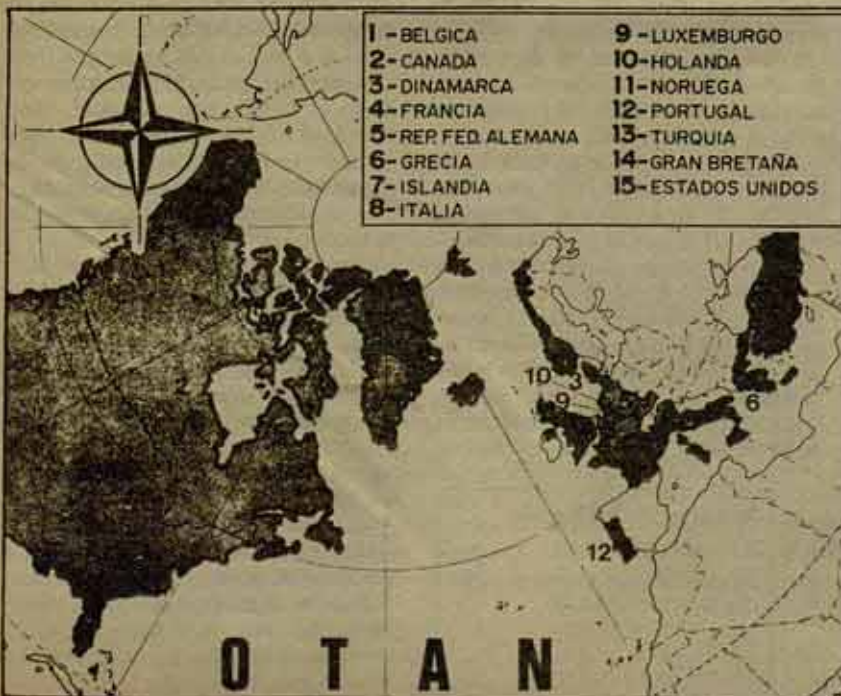 1-BELGICA
2-CANADA
3-DINAMARCA
4-FRANCIA
5-REP. FED. ALEMANA
6-GRECIA
7-ISLANDIA
8-ITALIA
9-LUXEMBURGO
10-HOLANDA
11-NORUEGA
12-PORTUGAL
13-TURQUIA
14-GRAN BRETAÑA
15-ESTADOS UNIDOS
10
3
9
6
12
OTAN